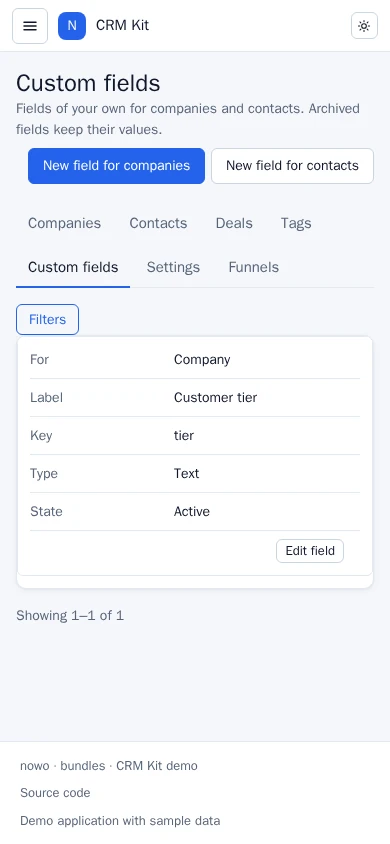 N CRM Kit
Custom fields
Fields of your own for companies and contacts. Archived
fields keep their values.
New field for companies New field for contacts
Companies Contacts Deals Tags
Custom fields Settings Funnels
Filters
For Company
Label Customer tier
Key tier
Type Text
State Active
Edit field
Showing 1–1 of 1
nowo · bundles · CRM Kit demo
Source code
Demo application with sample data